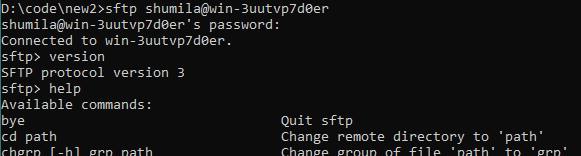 D:\code\new2>sftp shumila@win-3uutvp7d0er
shumila@win-3uutvp7d0er's password:
Connected to win-3uutvp7d0er.
sftp> version
SFTP protocol version 3
sftp> help
Available commands:
bye                                Quit sftp
cd path                            Change remote directory to 'path'
chgrp [-h] grp path                Change group of file 'path' to 'grp'